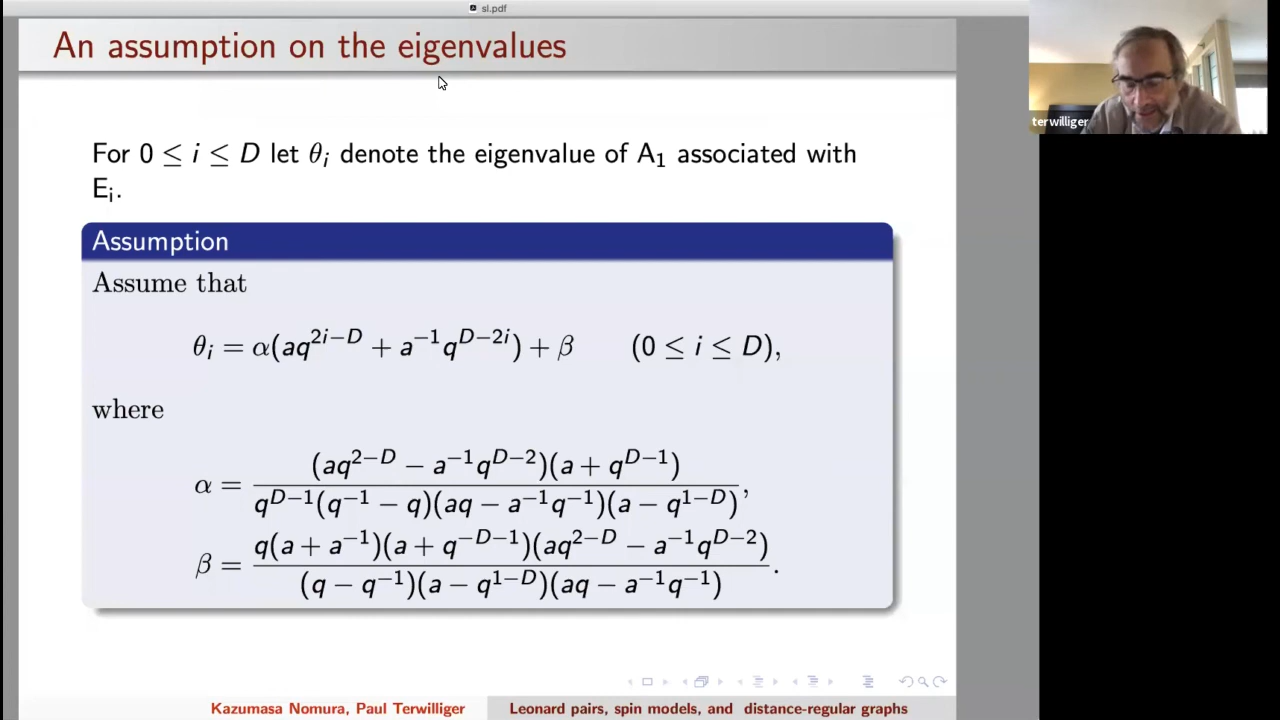 sl.pdf
An assumption on the eigenvalues
terwilliger
For 0 ≤ i ≤ D let θ_i denote the eigenvalue of A_1 associated with
E_i.
Assumption
Assume that
θ_i = α(aq^{2i−D} + a^{−1}q^{D−2i}) + β (0 ≤ i ≤ D),
where
α = \frac{(aq^{2−D} − a^{−1}q^{D−2})(a + q^{D−1})}{q^{D−1}(q^{−1} − q)(aq − a^{−1}q^{−1})(a − q^{1−D})},
β = \frac{q(a + a^{−1})(a + q^{−D−1})(aq^{2−D} − a^{−1}q^{D−2})}{(q − q^{−1})(a − q^{1−D})(aq − a^{−1}q^{−1})}.
Kazumasa Nomura, Paul Terwilliger Leonard pairs, spin models, and distance-regular graphs